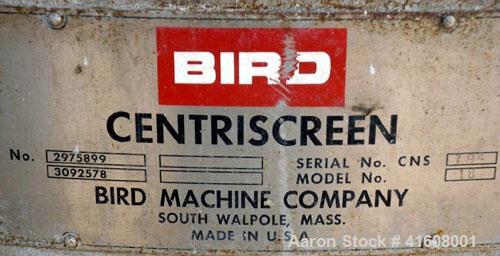 BIRD
CENTRISCREEN
No. 2975899 SERIAL No. CNS
3092578 MODEL No. 18
BIRD MACHINE COMPANY
SOUTH WALPOLE, MASS.
MADE IN U.S.A
Aaron Stock # 41608001